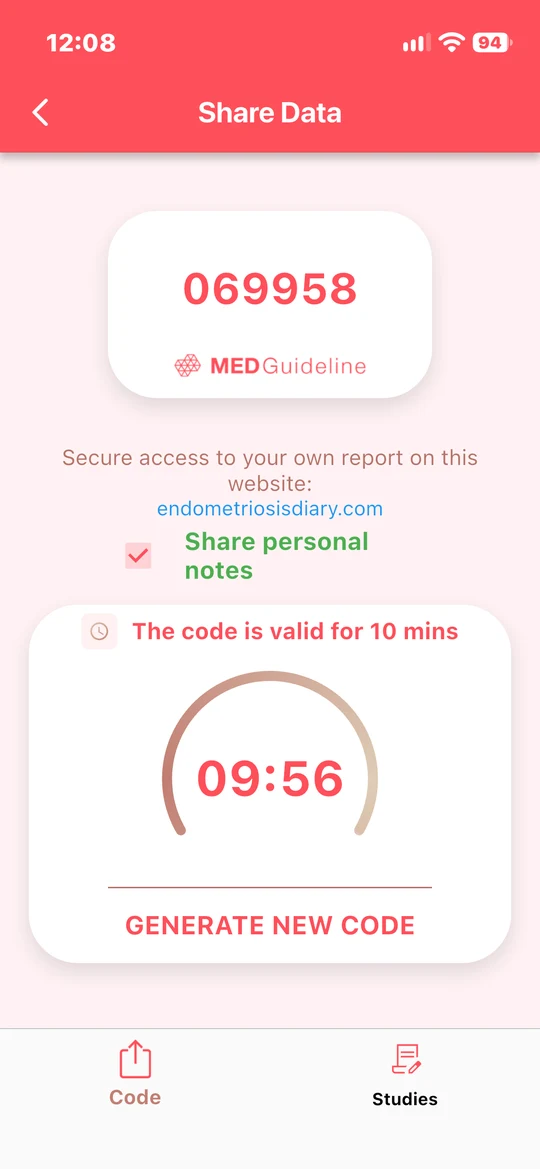 12:08
94
Share Data
069958
MEDGuideline
Secure access to your own report on this
website:
endometriosisdiary.com
Share personal
notes
The code is valid for 10 mins
09:56
GENERATE NEW CODE
Code
Studies